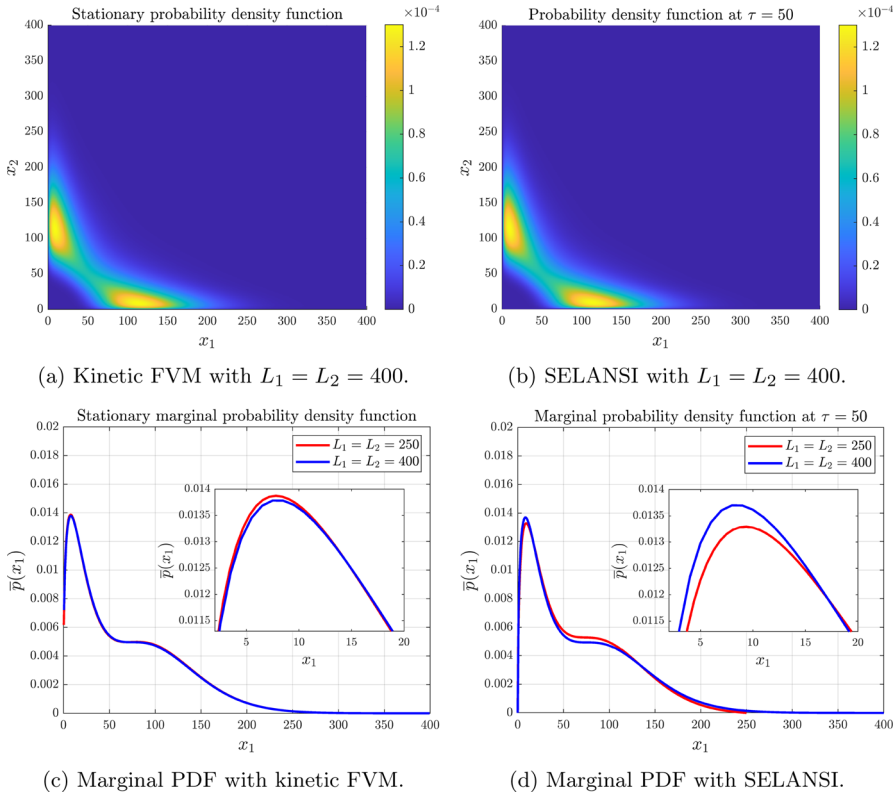 Stationary probability density function
×10⁻⁴
400
350
300
250
200
150
100
50
0
x₂
0 50 100 150 200 250 300 350 400
x₁
1.2
1
0.8
0.6
0.4
0.2
0
(a) Kinetic FVM with L₁ = L₂ = 400.
Probability density function at τ = 50
×10⁻⁴
400
350
300
250
200
150
100
50
0
x₂
0 50 100 150 200 250 300 350 400
x₁
1.2
1
0.8
0.6
0.4
0.2
0
(b) SELANSI with L₁ = L₂ = 400.
Stationary marginal probability density function
0.02
0.018
0.016
0.014
0.012
0.01
0.008
0.006
0.004
0.002
0
p̅(x₁)
0 50 100 150 200 250 300 350 400
x₁
L₁ = L₂ = 250
L₁ = L₂ = 400
0.014
0.0135
0.013
0.0125
0.012
0.0115
p̅(x₁)
5 10 15 20
x₁
(c) Marginal PDF with kinetic FVM.
Marginal probability density function at τ = 50
0.02
0.018
0.016
0.014
0.012
0.01
0.008
0.006
0.004
0.002
0
p̅(x₁)
0 50 100 150 200 250 300 350 400
x₁
L₁ = L₂ = 250
L₁ = L₂ = 400
0.014
0.0135
0.013
0.0125
0.012
0.0115
p̅(x₁)
5 10 15 20
x₁
(d) Marginal PDF with SELANSI.